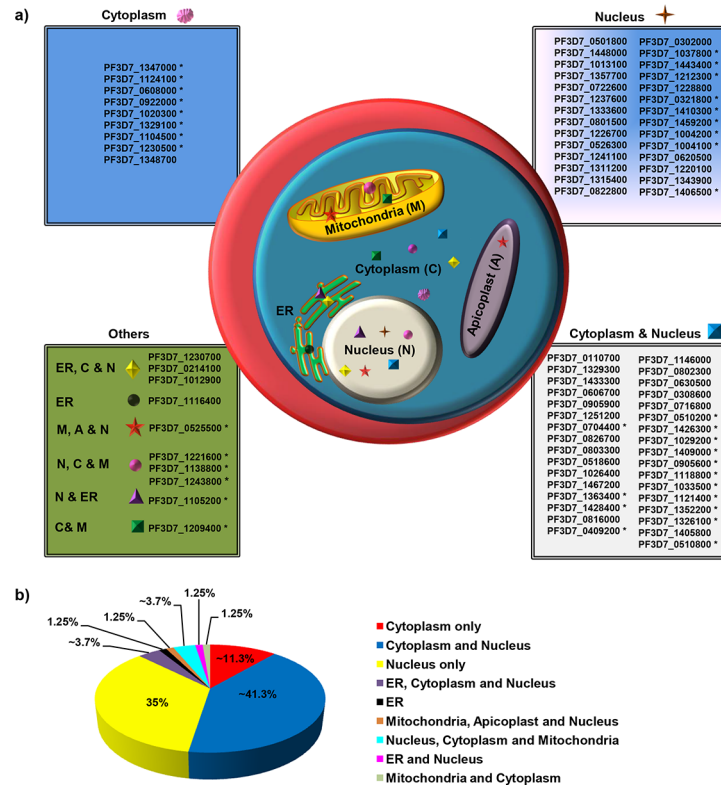 a)
Cytoplasm
PF3D7_1347000 *
PF3D7_1124100 *
PF3D7_0608000 *
PF3D7_0922000 *
PF3D7_1020300 *
PF3D7_1329100 *
PF3D7_1104500 *
PF3D7_1230500 *
PF3D7_1348700
Nucleus
PF3D7_0501800
PF3D7_1448000
PF3D7_1013100
PF3D7_1357700
PF3D7_0722600
PF3D7_1237600
PF3D7_1333600
PF3D7_0801500
PF3D7_1226700
PF3D7_0526300
PF3D7_1241100
PF3D7_1311200
PF3D7_1315400
PF3D7_0822800
PF3D7_0302000
PF3D7_1037800 *
PF3D7_1443400 *
PF3D7_1212300 *
PF3D7_1228800
PF3D7_0321800 *
PF3D7_1410300 *
PF3D7_1459200 *
PF3D7_1004200 *
PF3D7_1004100 *
PF3D7_0620500
PF3D7_1220100
PF3D7_1343900
PF3D7_1406500 *
Mitochondria (M)
Cytoplasm (C)
Apicoplast (A)
ER
Nucleus (N)
Others
ER, C & N
PF3D7_1230700
PF3D7_0214100
PF3D7_1012900
ER
PF3D7_1116400
M, A & N
PF3D7_0525500 *
N, C & M
PF3D7_1221600 *
PF3D7_1138800 *
PF3D7_1243800 *
N & ER
PF3D7_1105200 *
C& M
PF3D7_1209400 *
Cytoplasm & Nucleus
PF3D7_0110700
PF3D7_1329300
PF3D7_1433300
PF3D7_0606700
PF3D7_0905900
PF3D7_1251200
PF3D7_0704400 *
PF3D7_0826700
PF3D7_0803300
PF3D7_0518600
PF3D7_1026400
PF3D7_1467200
PF3D7_1363400 *
PF3D7_1428400 *
PF3D7_0816000
PF3D7_0409200 *
PF3D7_1146000
PF3D7_0802300
PF3D7_0630500
PF3D7_0308600
PF3D7_0716800
PF3D7_0510200 *
PF3D7_1426300 *
PF3D7_1029200 *
PF3D7_1409000 *
PF3D7_0905600 *
PF3D7_1118800 *
PF3D7_1033500 *
PF3D7_1121400 *
PF3D7_1352200 *
PF3D7_1326100 *
PF3D7_1405800
PF3D7_0510800 *
b)
~3.7%
1.25%
1.25%
~3.7%
1.25%
1.25%
~11.3%
~41.3%
35%
Cytoplasm only
Cytoplasm and Nucleus
Nucleus only
ER, Cytoplasm and Nucleus
ER
Mitochondria, Apicoplast and Nucleus
Nucleus, Cytoplasm and Mitochondria
ER and Nucleus
Mitochondria and Cytoplasm